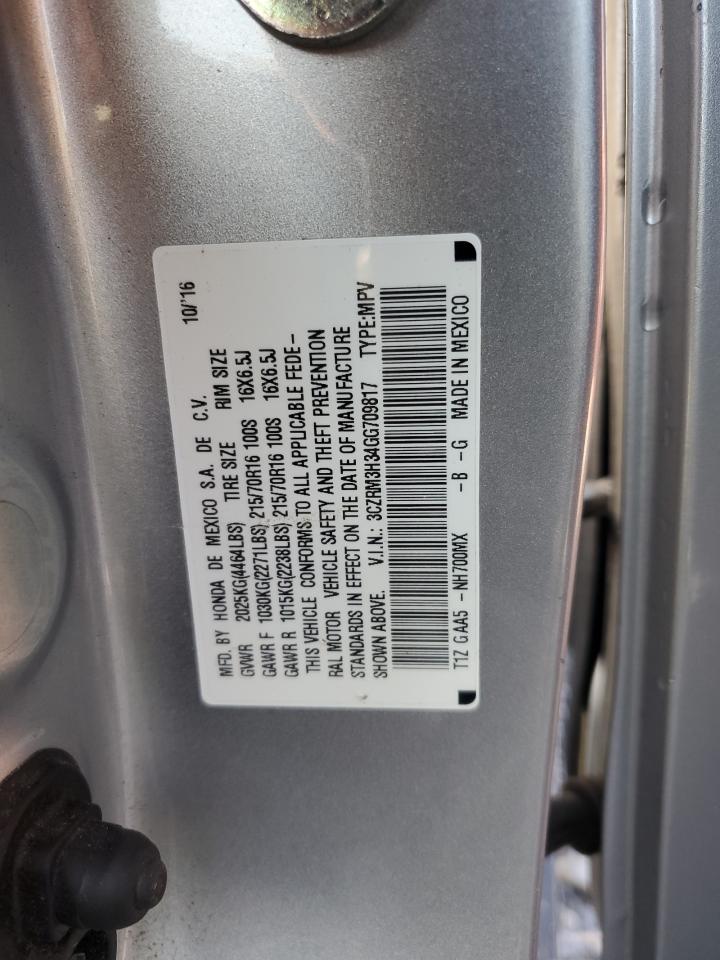 10/'16
MFD. BY HONDA DE MEXICO S.A. DE C.V.
GVWR 2025KG(4464LBS) TIRE SIZE RIM SIZE
GAWR F 1030KG(2271LBS) 215/70R16 100S 16X6.5J
GAWR R 1015KG(2238LBS) 215/70R16 100S 16X6.5J
THIS VEHICLE CONFORMS TO ALL APPLICABLE FEDE-
RAL MOTOR VEHICLE SAFETY AND THEFT PREVENTION
STANDARDS IN EFFECT ON THE DATE OF MANUFACTURE
SHOWN ABOVE. V.I.N.: 3CZRM3H34GG709817 TYPE:MPV
T1Z GAA5 - NH700MX -B -G MADE IN MEXICO